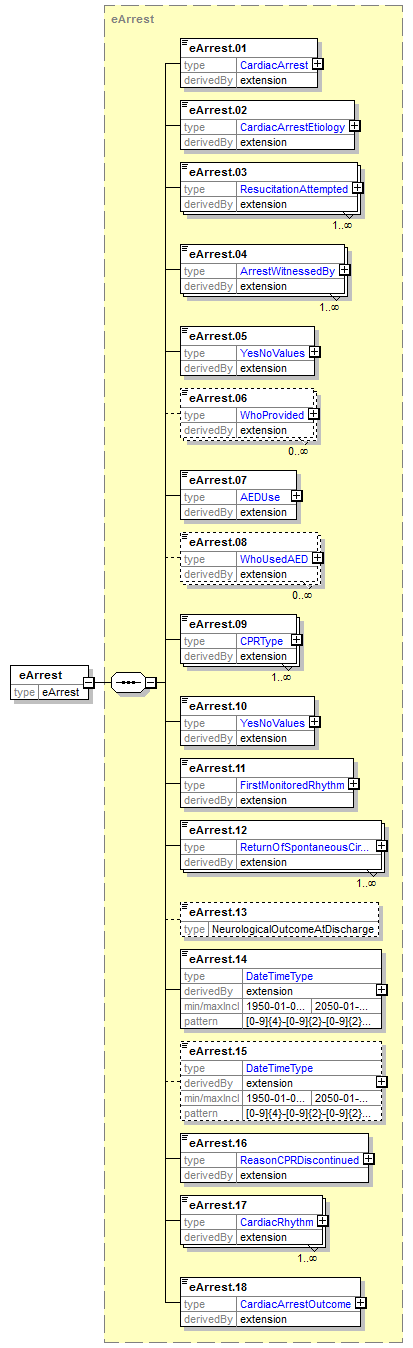 eArrest
eArrest.01
type CardiacArrest
derivedBy extension
eArrest.02
type CardiacArrestEtiology
derivedBy extension
eArrest.03
type ResucitationAttempted
derivedBy extension
1..∞
eArrest.04
type ArrestWitnessedBy
derivedBy extension
1..∞
eArrest.05
type YesNoValues
derivedBy extension
eArrest.06
type WhoProvided
derivedBy extension
0..∞
eArrest.07
type AEDUse
derivedBy extension
eArrest.08
type WhoUsedAED
derivedBy extension
0..∞
eArrest.09
type CPRType
derivedBy extension
1..∞
eArrest
type eArrest
eArrest.10
type YesNoValues
derivedBy extension
eArrest.11
type FirstMonitoredRhythm
derivedBy extension
eArrest.12
type ReturnOfSpontaneousCir...
derivedBy extension
1..∞
eArrest.13
type NeurologicalOutcomeAtDischarge
eArrest.14
type DateTimeType
derivedBy extension
min/maxIncl 1950-01-0... 2050-01-...
pattern [0-9]{4}-[0-9]{2}-[0-9]{2}...
eArrest.15
type DateTimeType
derivedBy extension
min/maxIncl 1950-01-0... 2050-01-...
pattern [0-9]{4}-[0-9]{2}-[0-9]{2}...
eArrest.16
type ReasonCPRDiscontinued
derivedBy extension
eArrest.17
type CardiacRhythm
derivedBy extension
1..∞
eArrest.18
type CardiacArrestOutcome
derivedBy extension